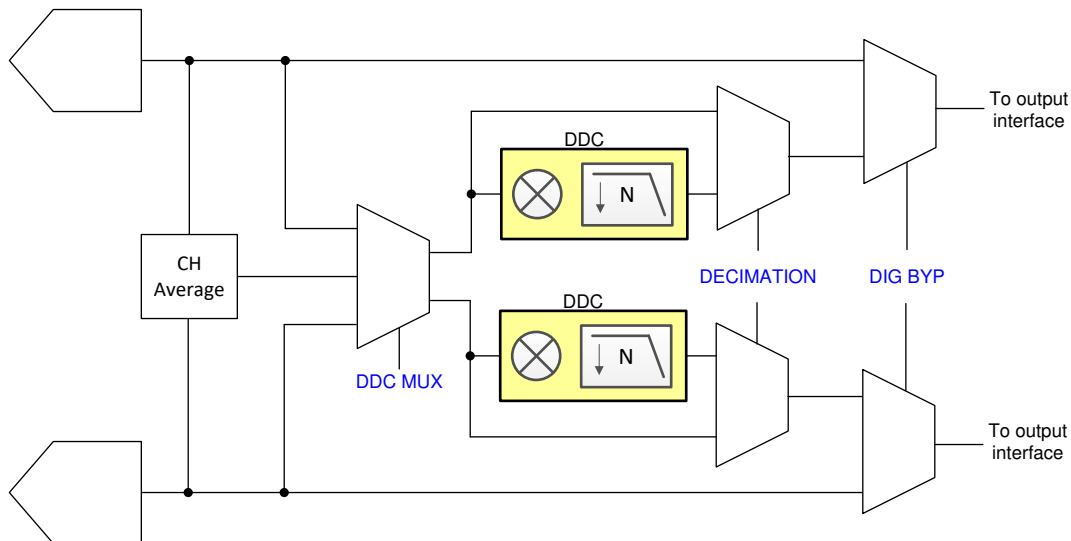 To output
interface
DDC
N
CH
Average
DECIMATION
DIG BYP
DDC
N
DDC MUX
To output
interface